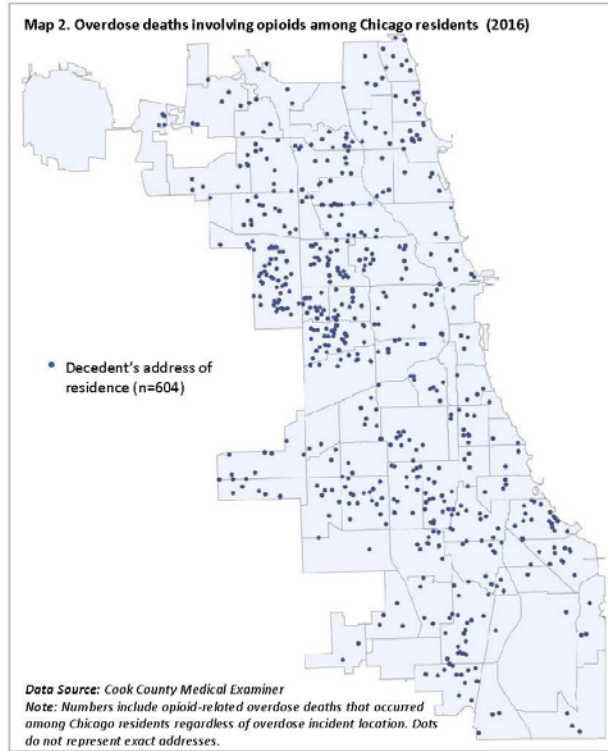 Map 2. Overdose deaths involving opioids among Chicago residents (2016)
Decedent's address of
residence (n=604)
Data Source: Cook County Medical Examiner
Note: Numbers include opioid-related overdose deaths that occurred
among Chicago residents regardless of overdose incident location. Dots
do not represent exact addresses.